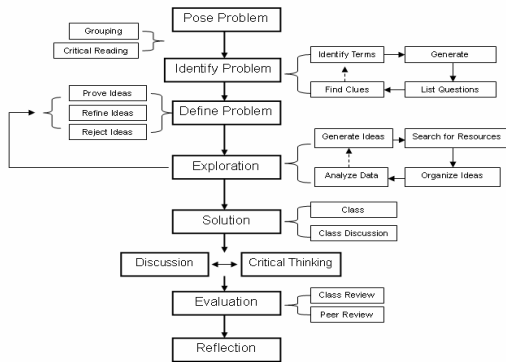 Pose Problem
Grouping
Critical Reading
Identify Problem
Identify Terms
Generate
Find Clues
List Questions
Prove Ideas
Refine Ideas
Reject Ideas
Define Problem
Generate Ideas
Search for Resources
Exploration
Analyze Data
Organize Ideas
Solution
Class
Class Discussion
Discussion
Critical Thinking
Evaluation
Class Review
Peer Review
Reflection